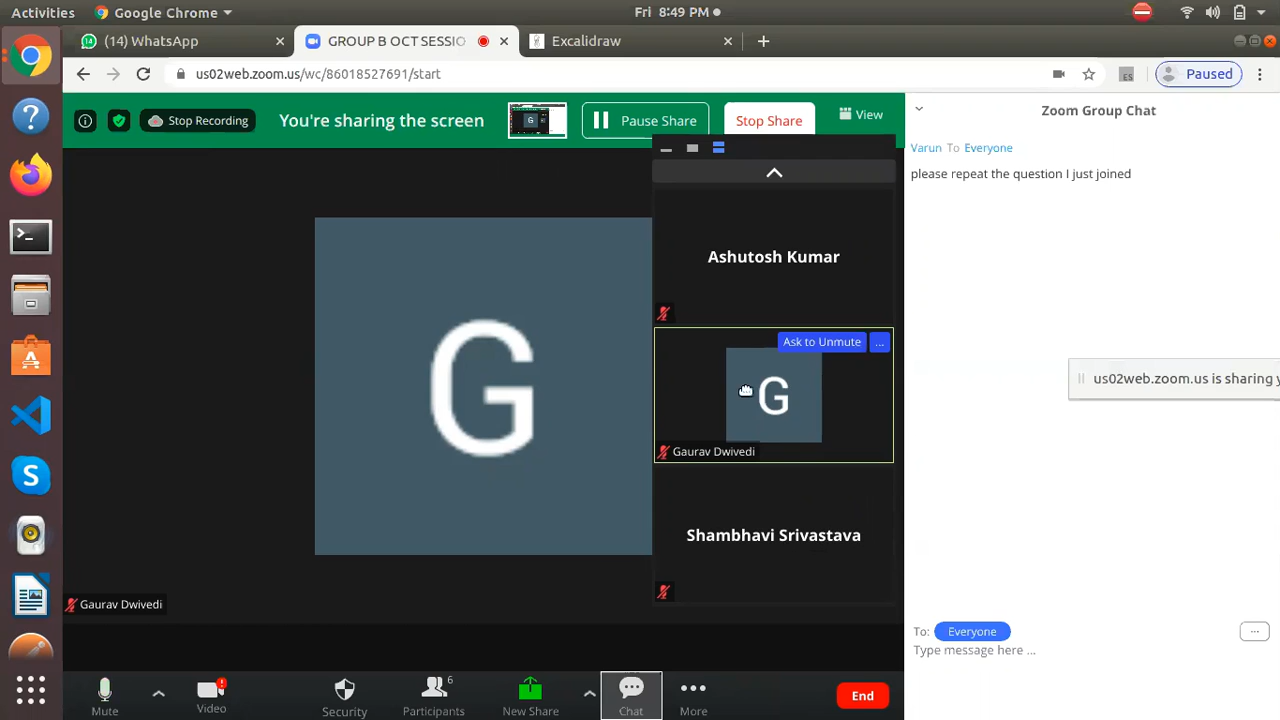 Activities
Google Chrome
Fri 8:49 PM
(14) WhatsApp
GROUP B OCT SESSIO
Excalidraw
us02web.zoom.us/wc/86018527691/start
ES
Paused
Stop Recording
You're sharing the screen
Pause Share
Stop Share
View
Zoom Group Chat
Varun To Everyone
please repeat the question I just joined
Ashutosh Kumar
Ask to Unmute
...
G
G
Gaurav Dwivedi
us02web.zoom.us is sharing y
Shambhavi Srivastava
Gaurav Dwivedi
To: Everyone
...
Type message here ...
Mute
Video
Security
6
Participants
New Share
Chat
More
End